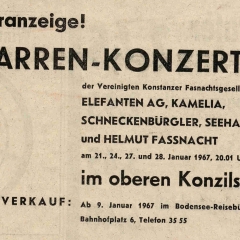 ranzeige!
ARREN-KONZERT
der Vereinigten Konstanzer Fasnachtsgesell
ELEFANTEN AG, KAMELIA,
SCHNECKENBÜRGLER, SEEHA
und HELMUT FASSNACHT
am 21., 24., 27. und 28. Januar 1967, 20.01 U
im oberen Konzils
VERKAUF: Ab 9. Januar 1967 im Bodensee-Reisebü
Bahnhofplatz 6, Telefon 35 55